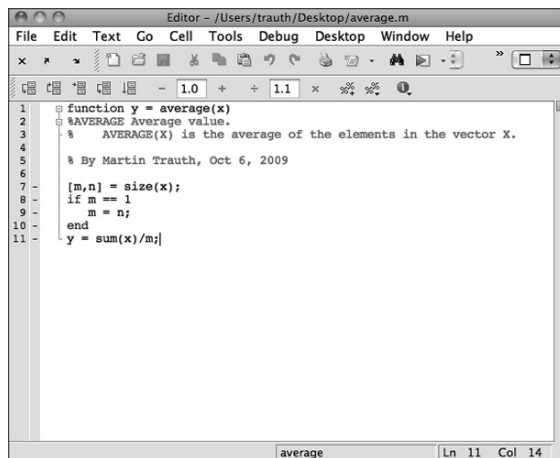 Editor – /Users/trauth/Desktop/average.m
File Edit Text Go Cell Tools Debug Desktop Window Help
»
− 1.0 + ÷ 1.1 ×
1 function y = average(x)
2 %AVERAGE Average value.
3 %    AVERAGE(X) is the average of the elements in the vector X.
4
5 % By Martin Trauth, Oct 6, 2009
6
7 – [m,n] = size(x);
8 – if m == 1
9 –    m = n;
10 – end
11 – y = sum(x)/m;
average Ln 11 Col 14